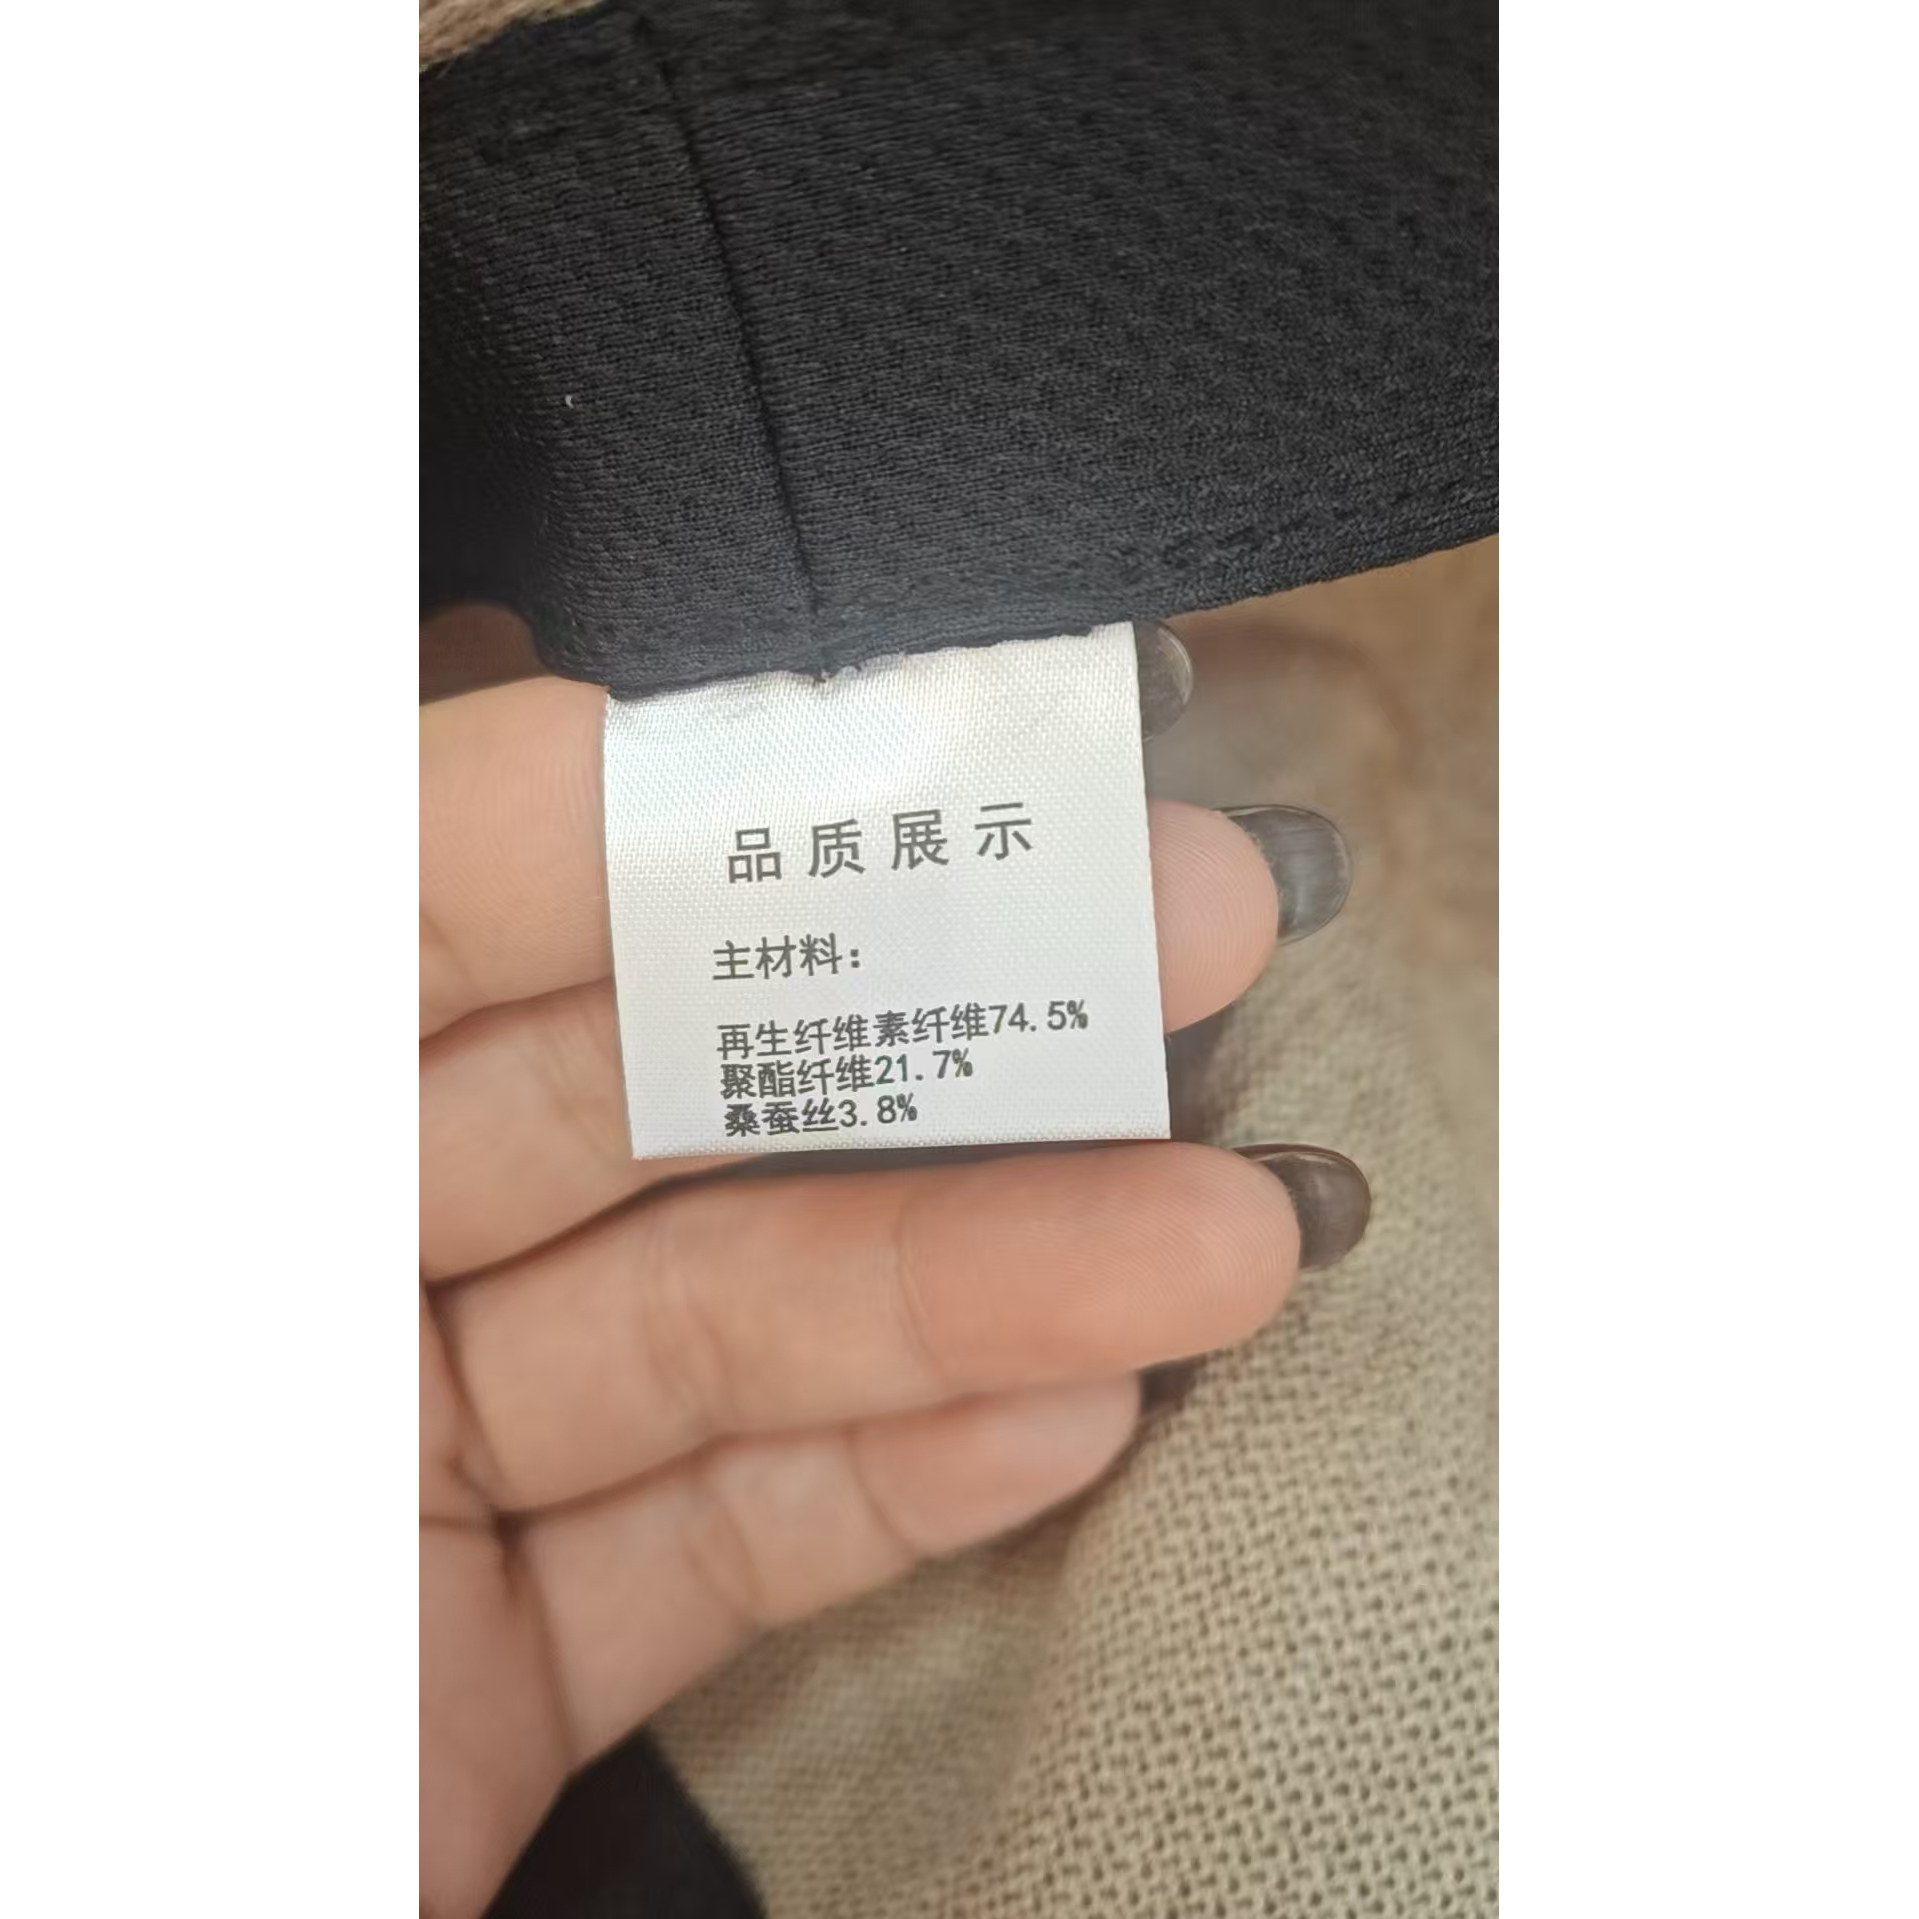 品质展示
主材料：
再生纤维素纤维74.5%
聚酯纤维21.7%
桑蚕丝3.8%